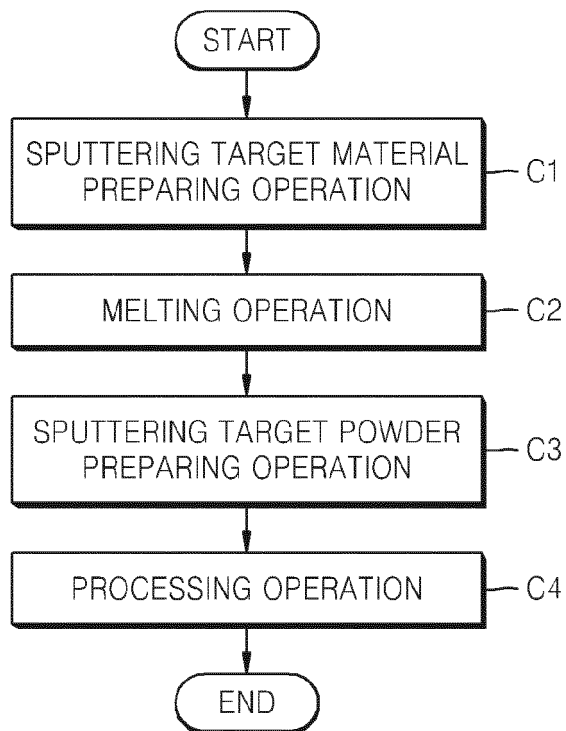 START
SPUTTERING TARGET MATERIAL
PREPARING OPERATION
C1
MELTING OPERATION
C2
SPUTTERING TARGET POWDER
PREPARING OPERATION
C3
PROCESSING OPERATION
C4
END